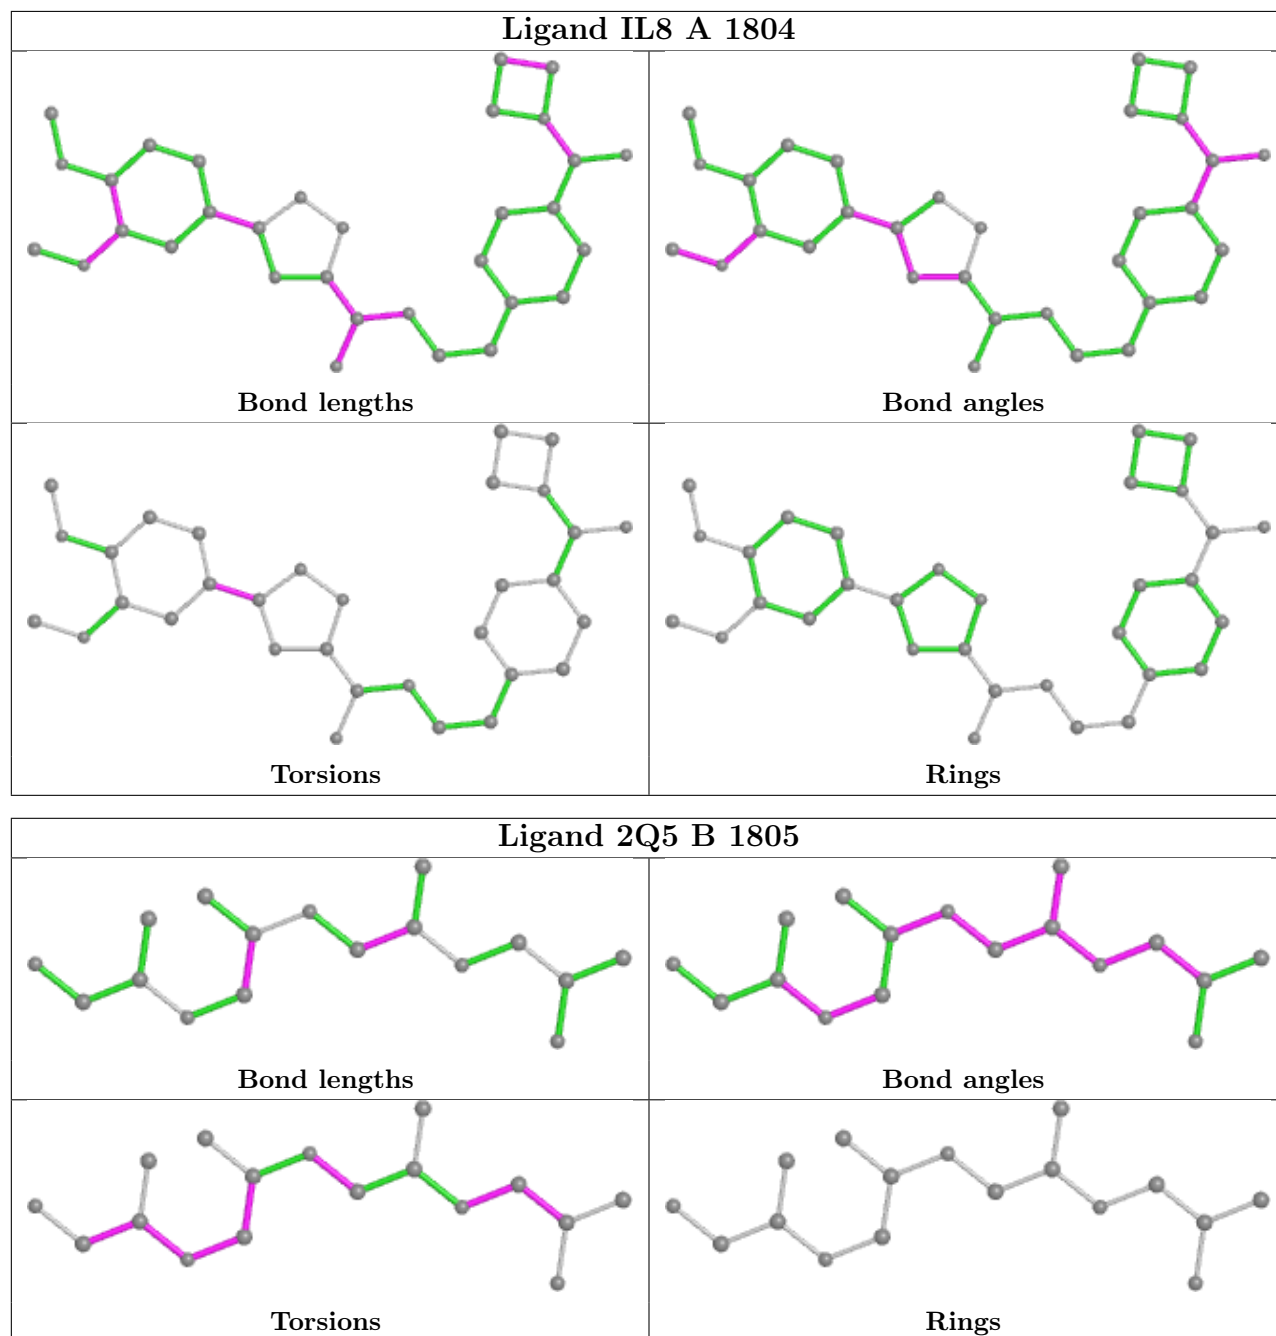 Ligand IL8 A 1804
Bond lengths
Bond angles
Torsions
Rings
Ligand 2Q5 B 1805
Bond lengths
Bond angles
Torsions
Rings